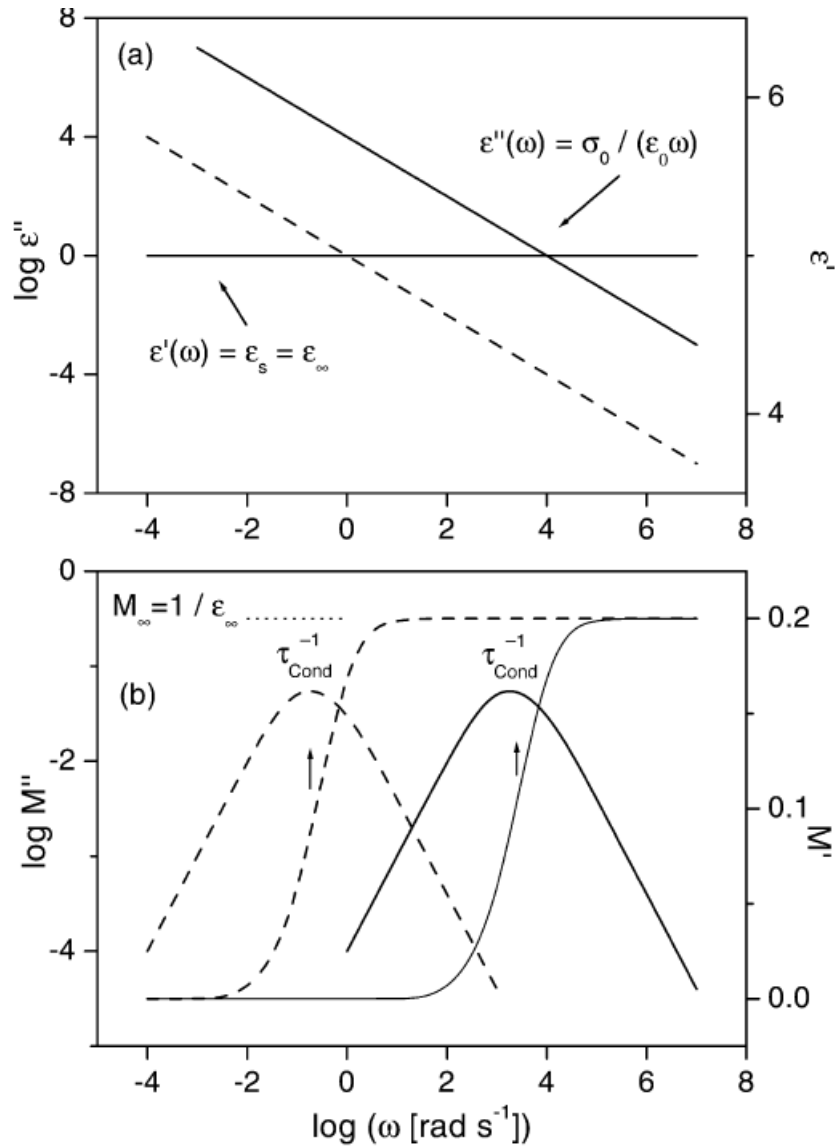 (a)
8
4
0
-4
-8
log ε''
6
4
ε'
ε''(ω) = σ₀ / (ε₀ω)
ε'(ω) = εₛ = ε∞
-4 -2 0 2 4 6 8
(b)
0
-2
-4
log M''
M∞=1 / ε∞
τCond⁻¹ τCond⁻¹
0.2
0.1
0.0
M'
-4 -2 0 2 4 6 8
log (ω [rad s⁻¹])